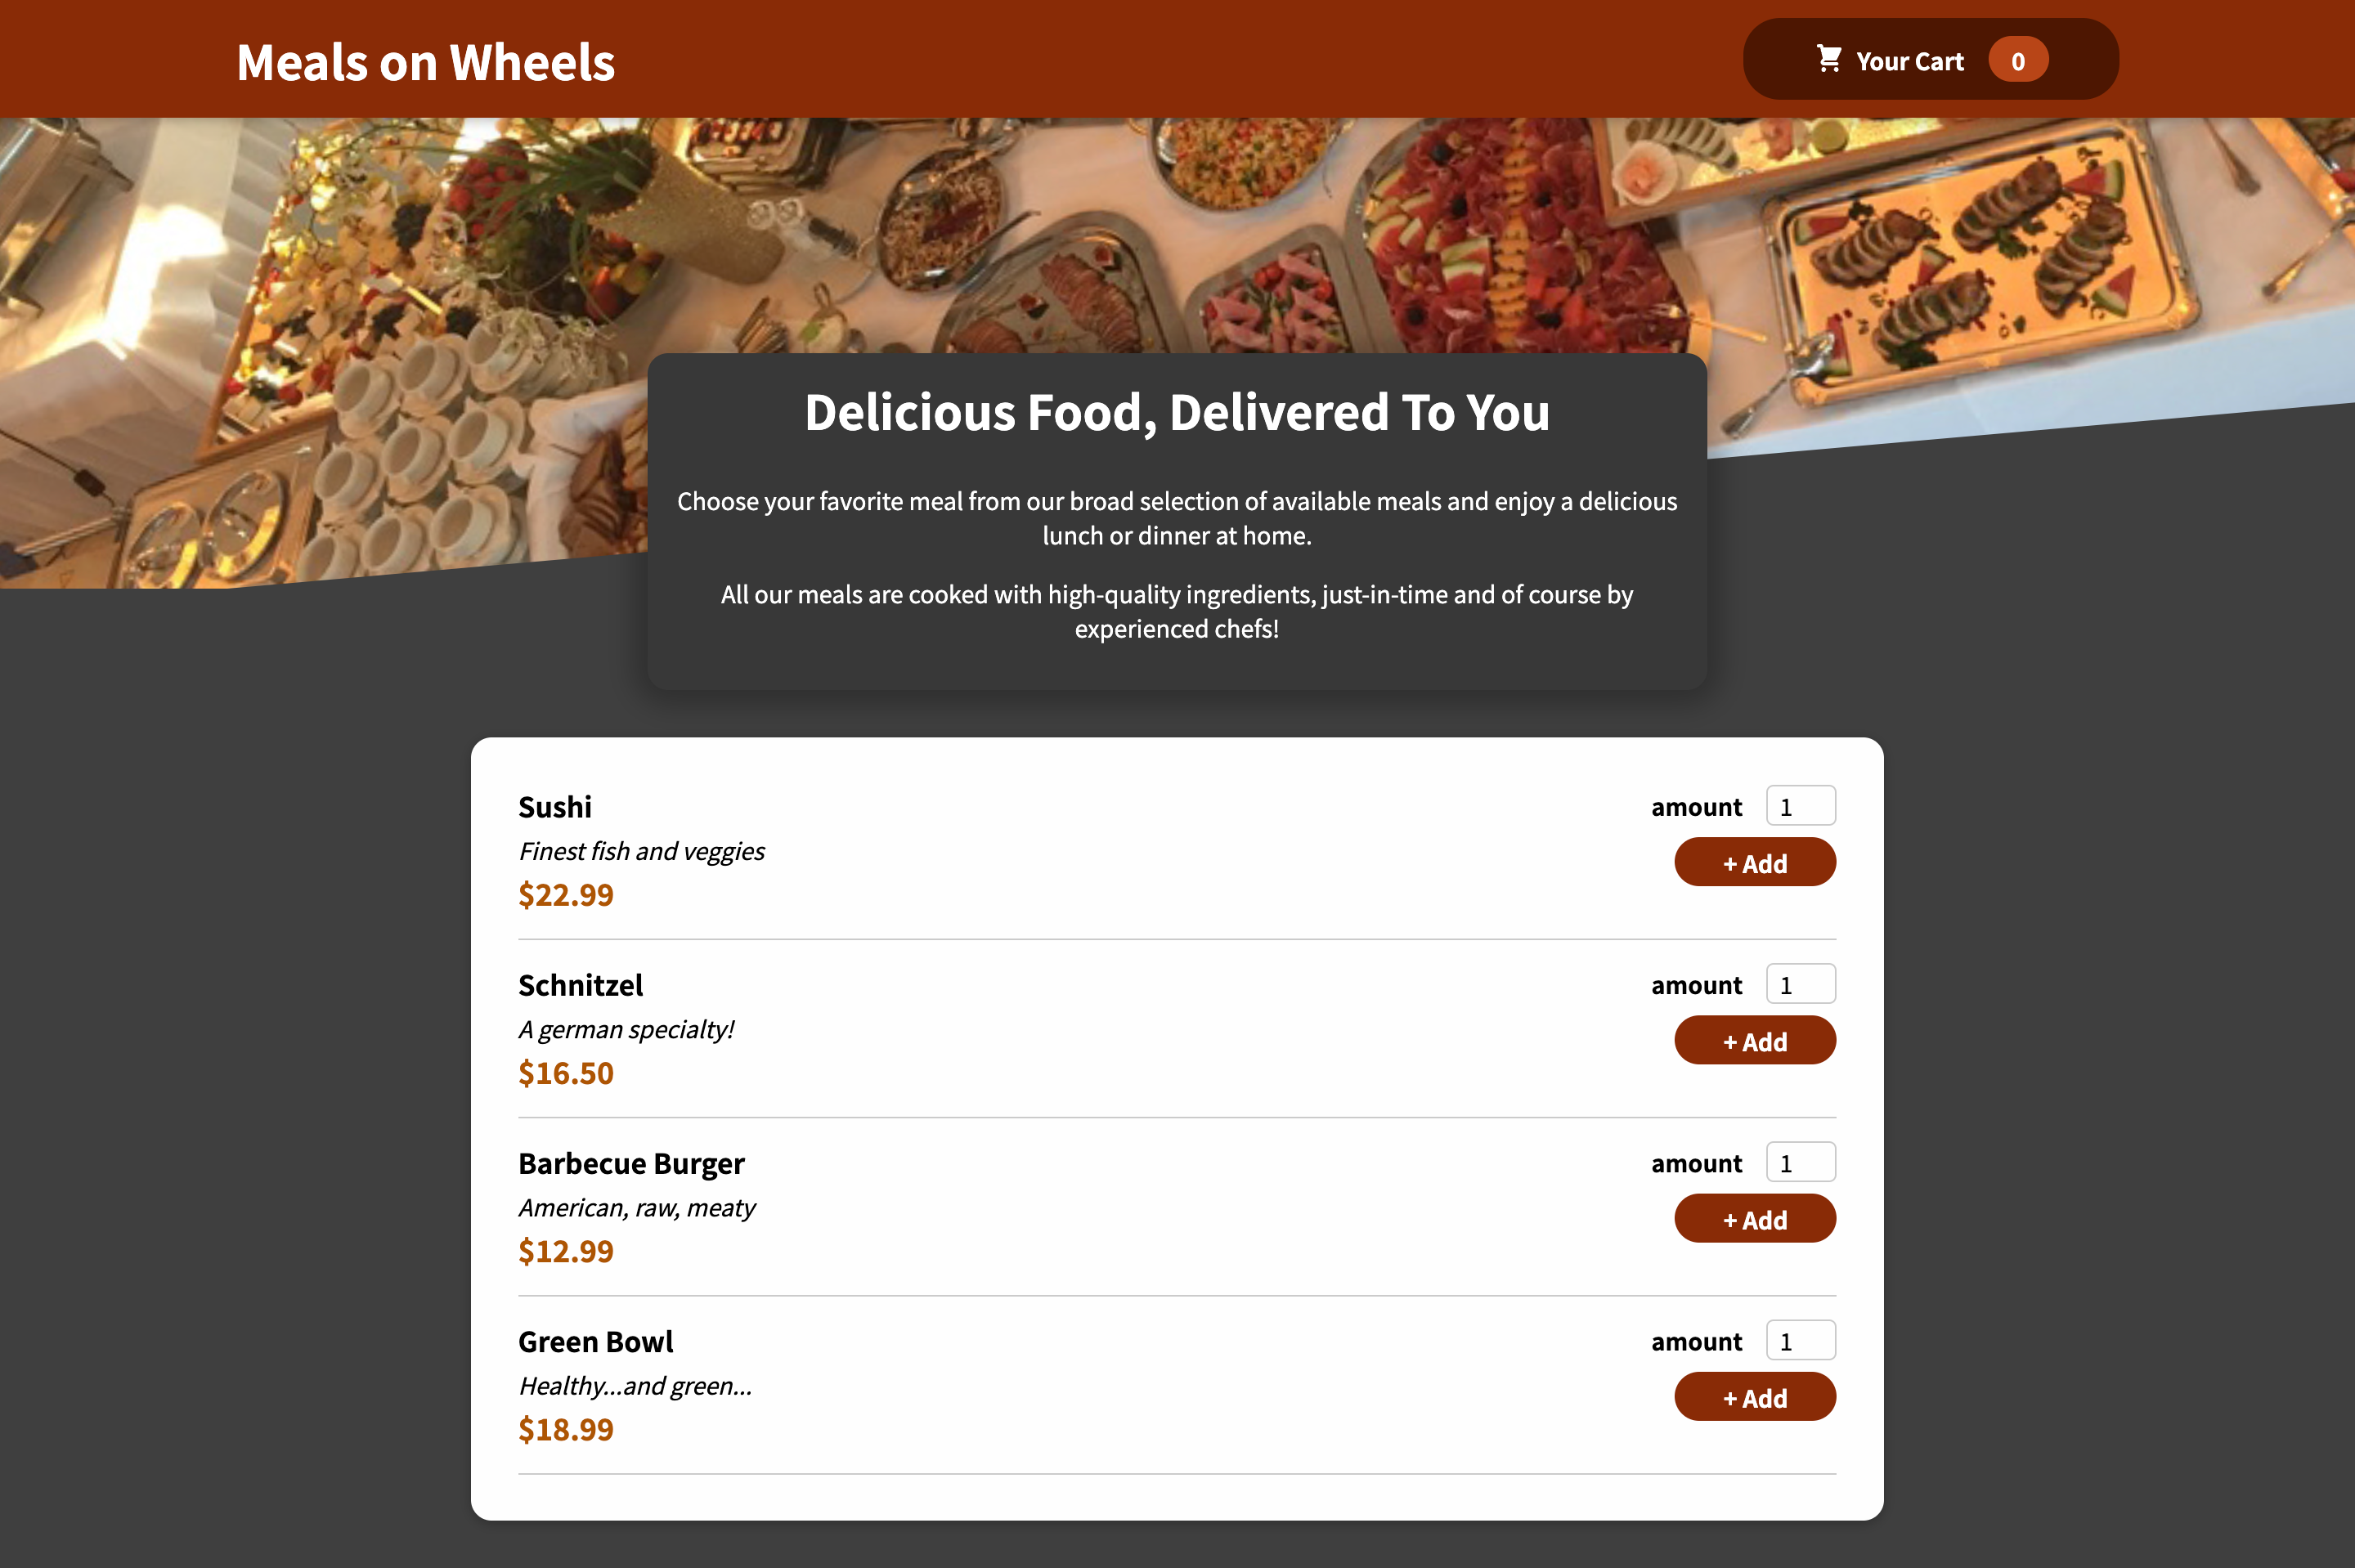 Meals on Wheels
Your Cart 0
Delicious Food, Delivered To You
Choose your favorite meal from our broad selection of available meals and enjoy a delicious
lunch or dinner at home.
All our meals are cooked with high-quality ingredients, just-in-time and of course by
experienced chefs!
Sushi
Finest fish and veggies
$22.99
amount 1
+ Add
Schnitzel
A german specialty!
$16.50
amount 1
+ Add
Barbecue Burger
American, raw, meaty
$12.99
amount 1
+ Add
Green Bowl
Healthy...and green...
$18.99
amount 1
+ Add